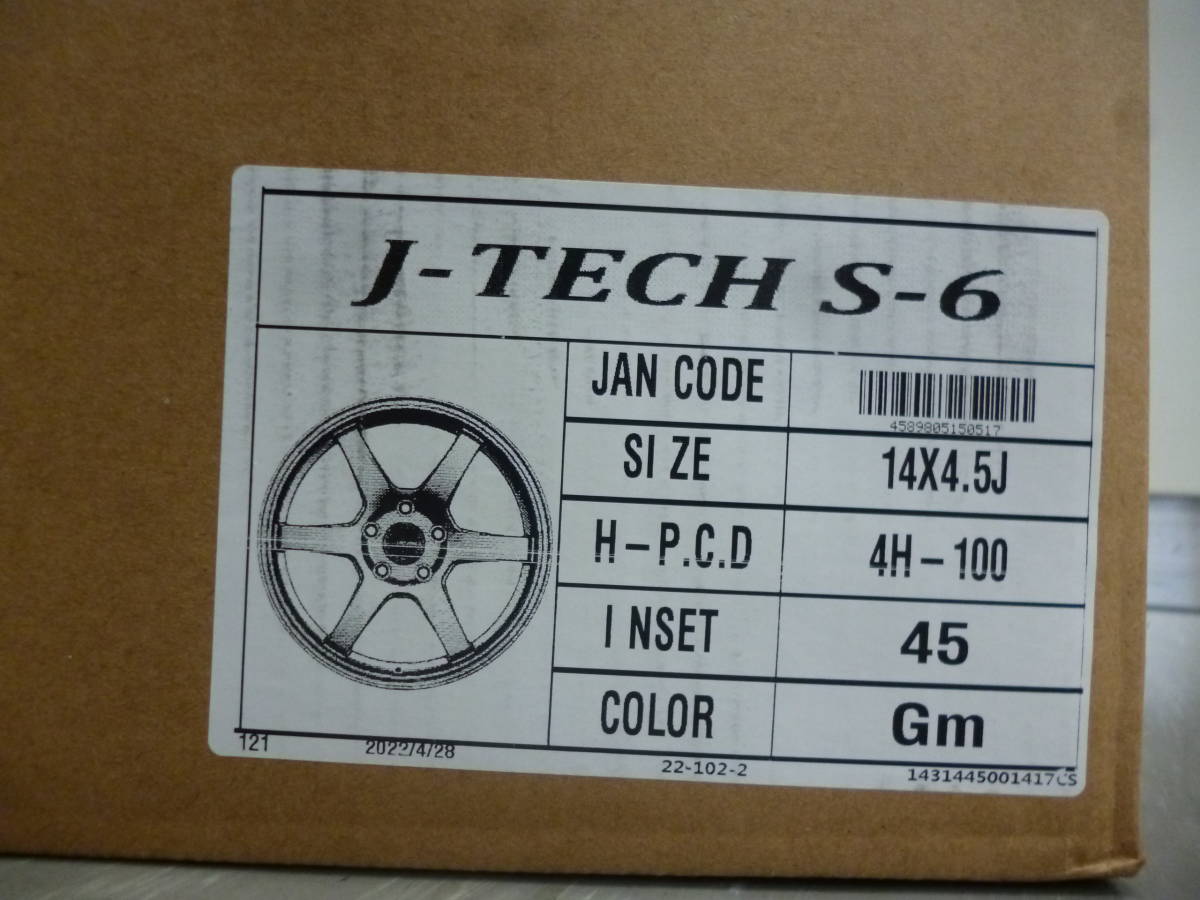 J-TECH S-6
JAN CODE
4589805150517
SIZE 14X4.5J
H-P.C.D 4H-100
INSET 45
COLOR Gm
121 2022/4/28 22-102-2 1431445001417CS